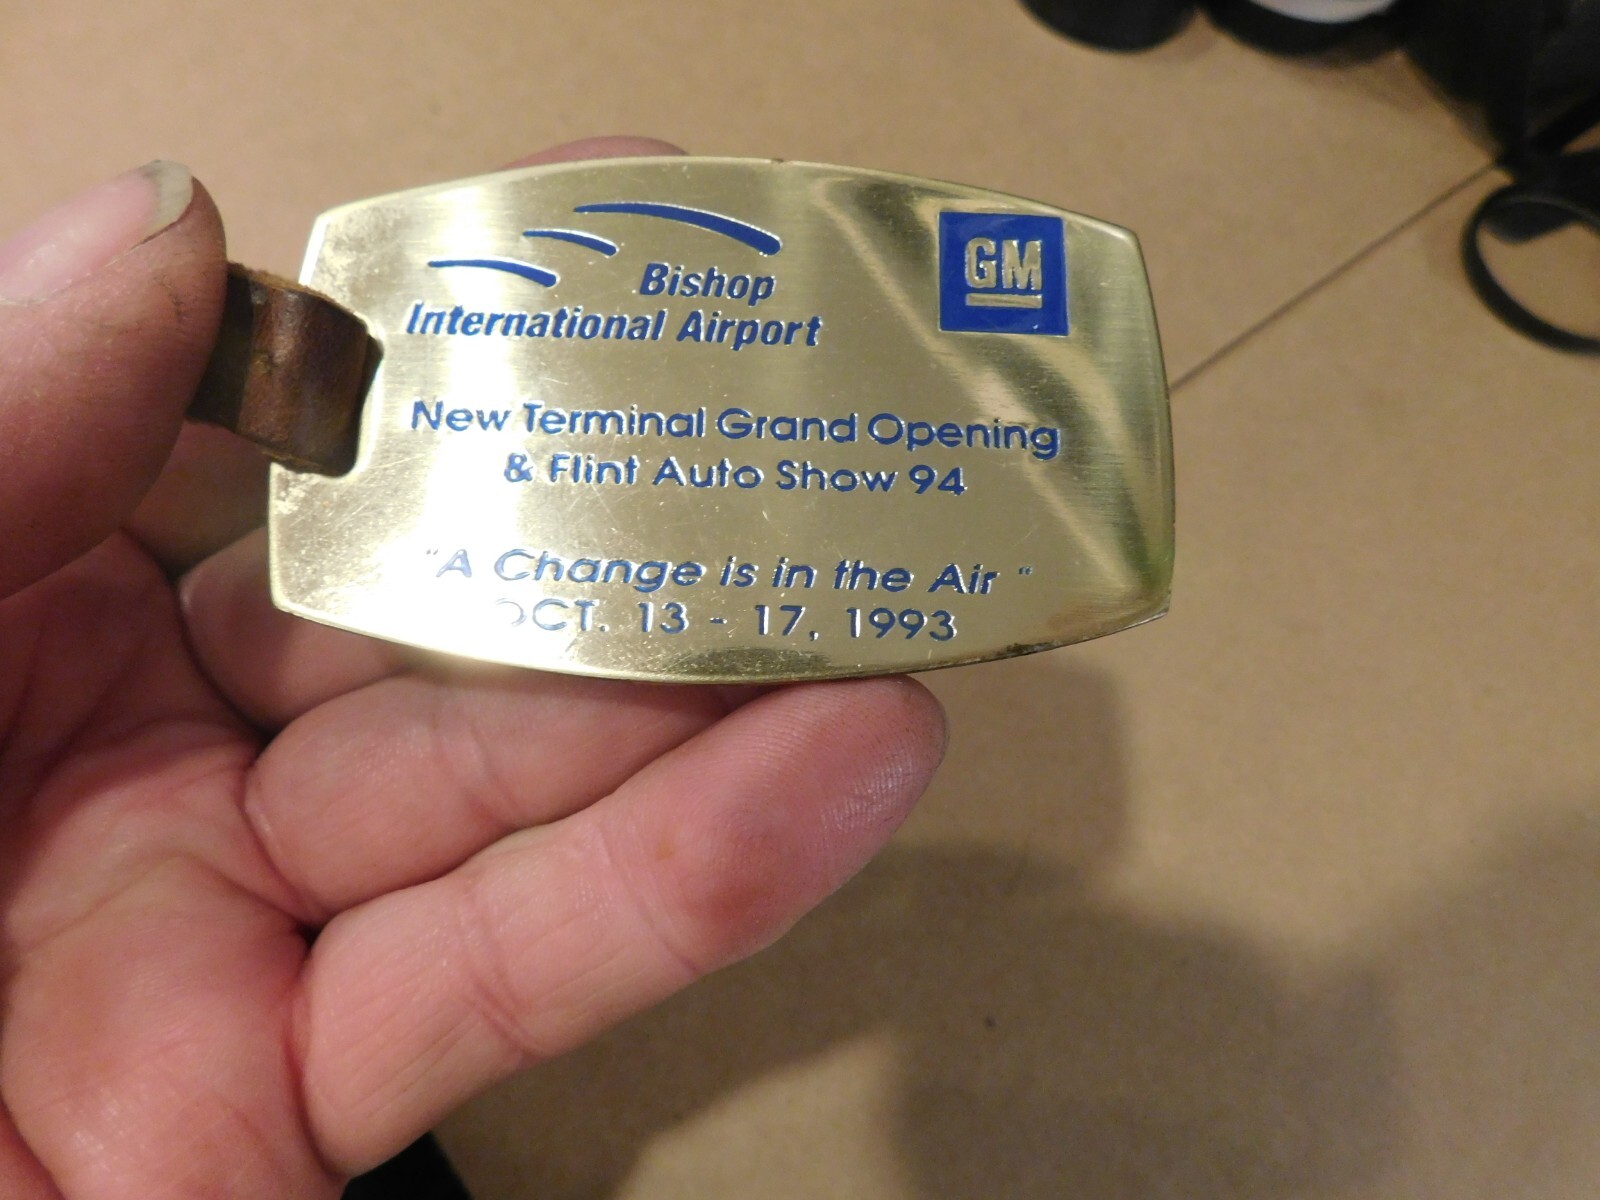 Bishop
International Airport
GM
New Terminal Grand Opening
& Flint Auto Show 94
"A Change is in the Air "
OCT. 13 - 17, 1993